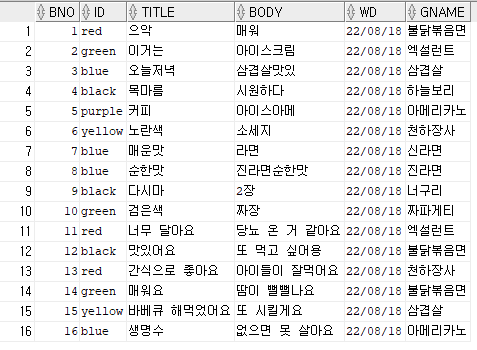 BNO ID TITLE BODY WD GNAME
1 1 red 으악 매워 22/08/18 불닭볶음면
2 2 green 이거는 아이스크림 22/08/18 엑설런트
3 3 blue 오늘저녁 삼겹살맛있 22/08/18 삼겹살
4 4 black 목마름 시원하다 22/08/18 하늘보리
5 5 purple 커피 아이스아메 22/08/18 아메리카노
6 6 yellow 노란색 소세지 22/08/18 천하장사
7 7 blue 매운맛 라면 22/08/18 신라면
8 8 blue 순한맛 진라면순한맛 22/08/18 진라면
9 9 black 다시마 2장 22/08/18 너구리
10 10 green 검은색 짜장 22/08/18 짜파게티
11 11 red 너무 달아요 당뇨 온 거 같아요 22/08/18 엑설런트
12 12 black 맛있어요 또 먹고 싶어용 22/08/18 불닭볶음면
13 13 red 간식으로 좋아요 아이들이 잘먹어요 22/08/18 천하장사
14 14 green 매워요 땀이 뻘뻘나요 22/08/18 불닭볶음면
15 15 yellow 바베큐 해먹었어요 또 시킬게요 22/08/18 삼겹살
16 16 blue 생명수 없으면 못 살아요 22/08/18 아메리카노